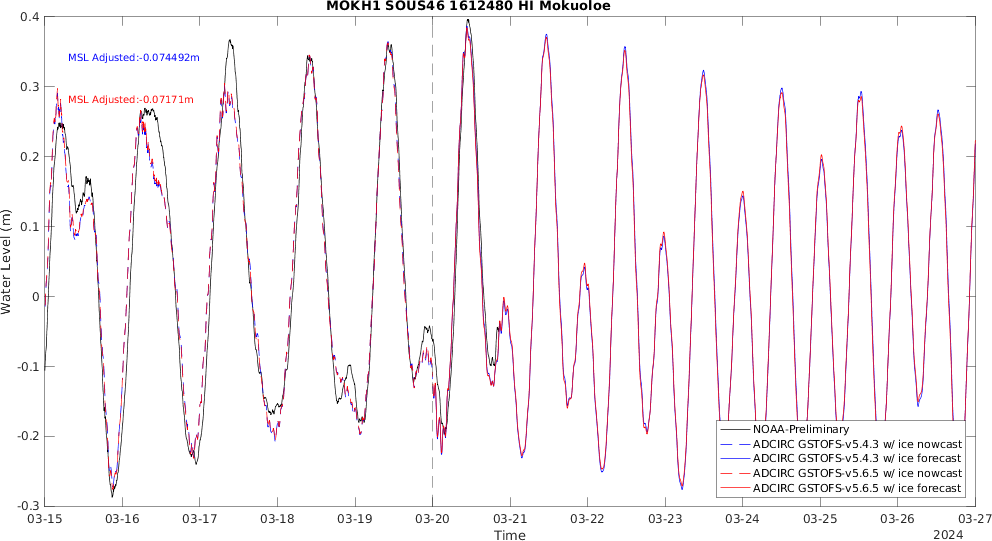 MOKH1 SOUS46 1612480 HI Mokuoloe
0.4
MSL Adjusted:-0.074492m
0.3
MSL Adjusted:-0.07171m
0.2
0.1
Water Level (m)
0
-0.1
-0.2
NOAA-Preliminary
ADCIRC GSTOFS-v5.4.3 w/ ice nowcast
ADCIRC GSTOFS-v5.4.3 w/ ice forecast
ADCIRC GSTOFS-v5.6.5 w/ ice nowcast
ADCIRC GSTOFS-v5.6.5 w/ ice forecast
-0.3
03-15 03-16 03-17 03-18 03-19 03-20 03-21 03-22 03-23 03-24 03-25 03-26 03-27
Time
2024